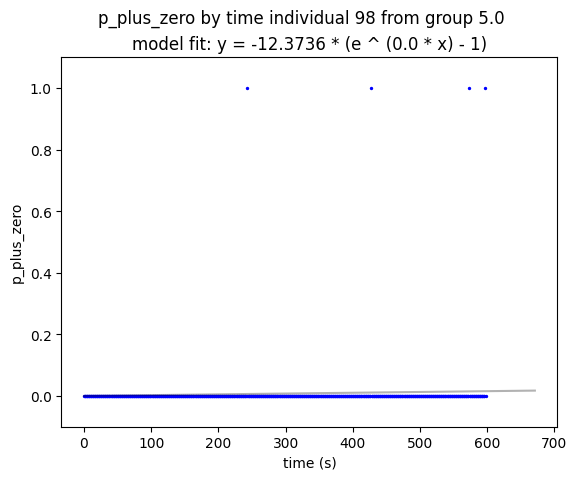 p_plus_zero by time individual 98 from group 5.0
model fit: y = -12.3736 * (e ^ (0.0 * x) - 1)
1.0
0.8
0.6
0.4
0.2
0.0
p_plus_zero
0 100 200 300 400 500 600 700
time (s)